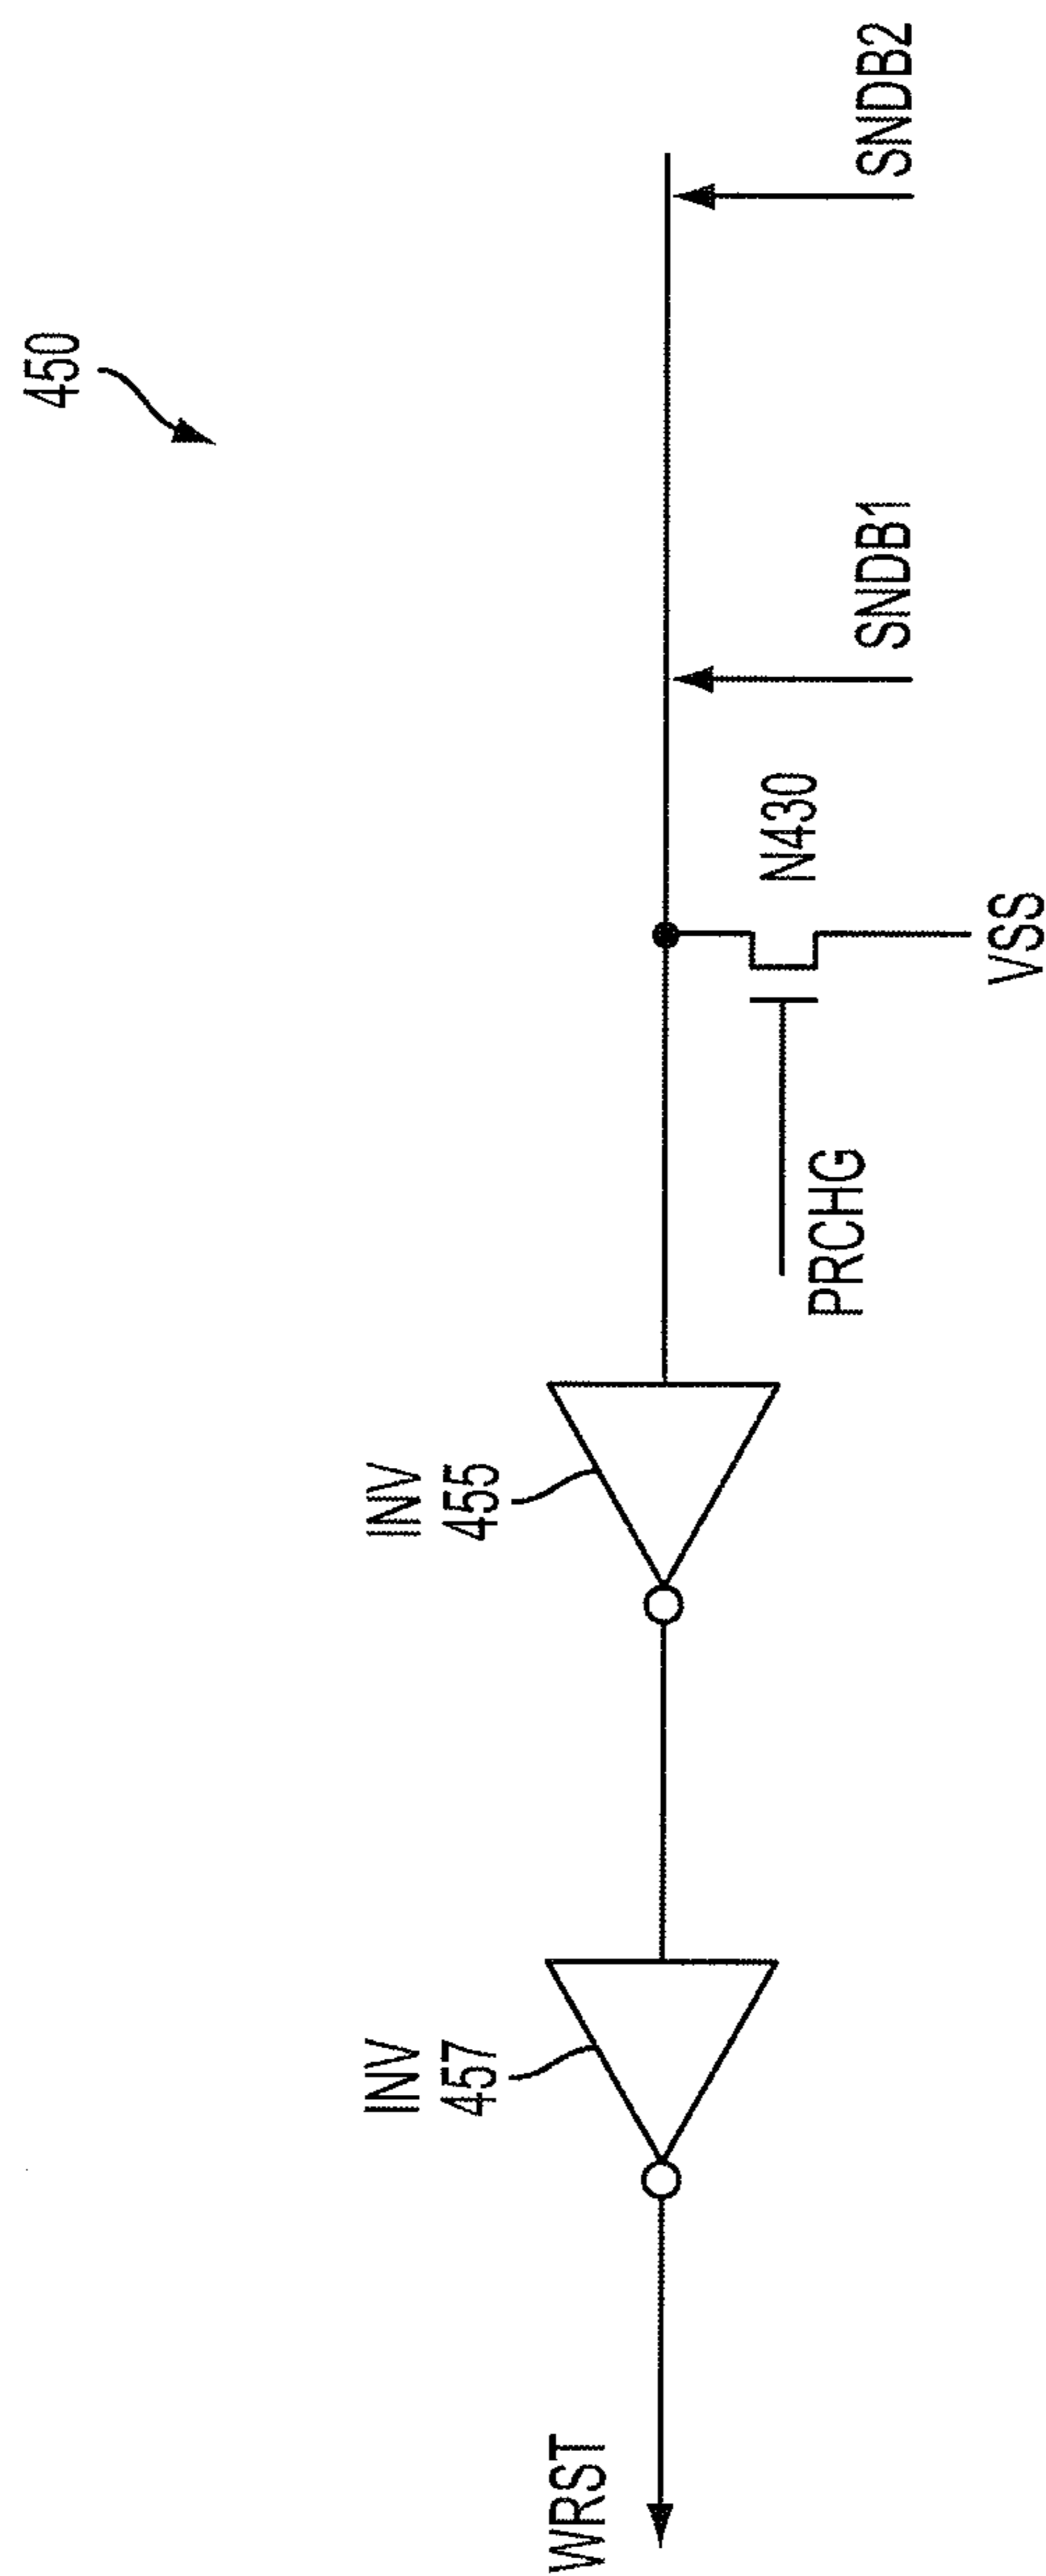 450
SNDB2
SNDB1
N430
VSS
PRCHG
INV
455
INV
457
WRST